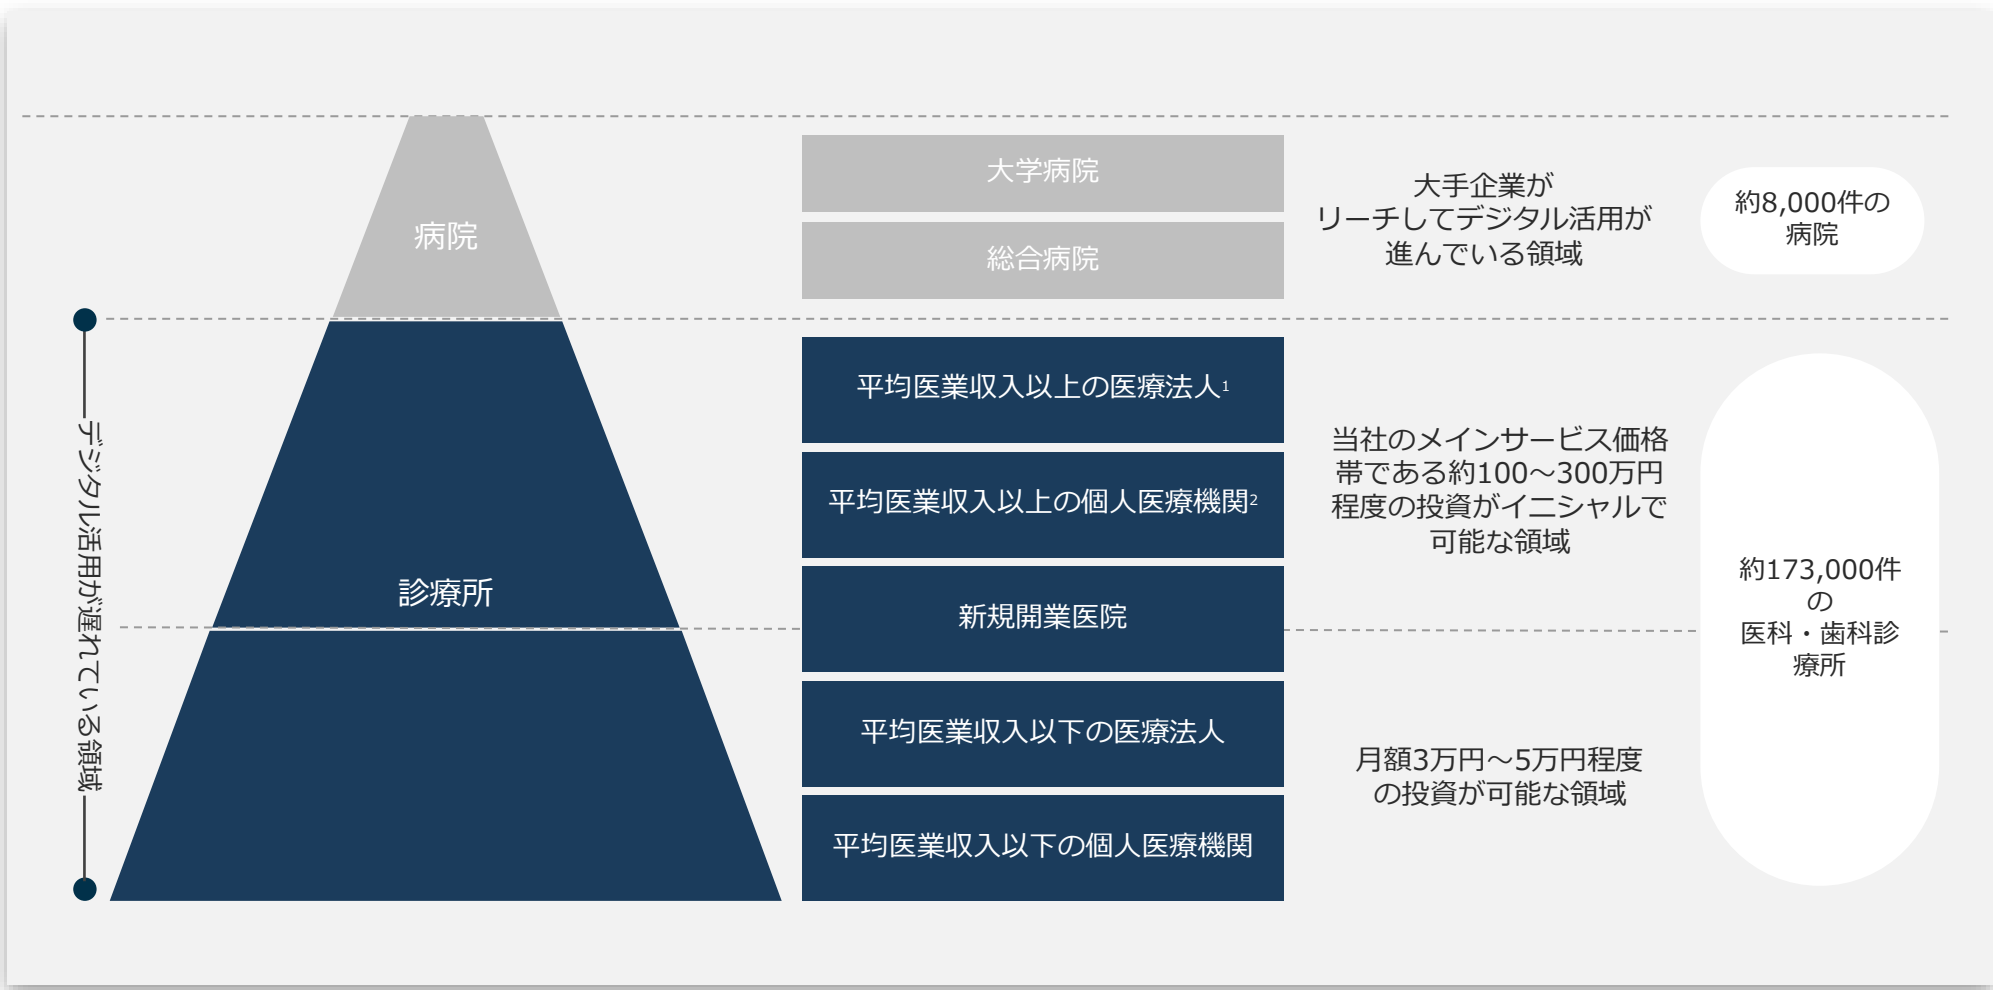 病院
大学病院
総合病院
大手企業が
リーチしてデジタル活用が
進んでいる領域
約8,000件の
病院
デジタル活用が遅れている領域
診療所
平均医業収入以上の医療法人1
平均医業収入以上の個人医療機関2
新規開業医院
平均医業収入以下の医療法人
平均医業収入以下の個人医療機関
当社のメインサービス価格
帯である約100～300万円
程度の投資がイニシャルで
可能な領域
月額3万円～5万円程度
の投資が可能な領域
約173,000件
の
医科・歯科診
療所